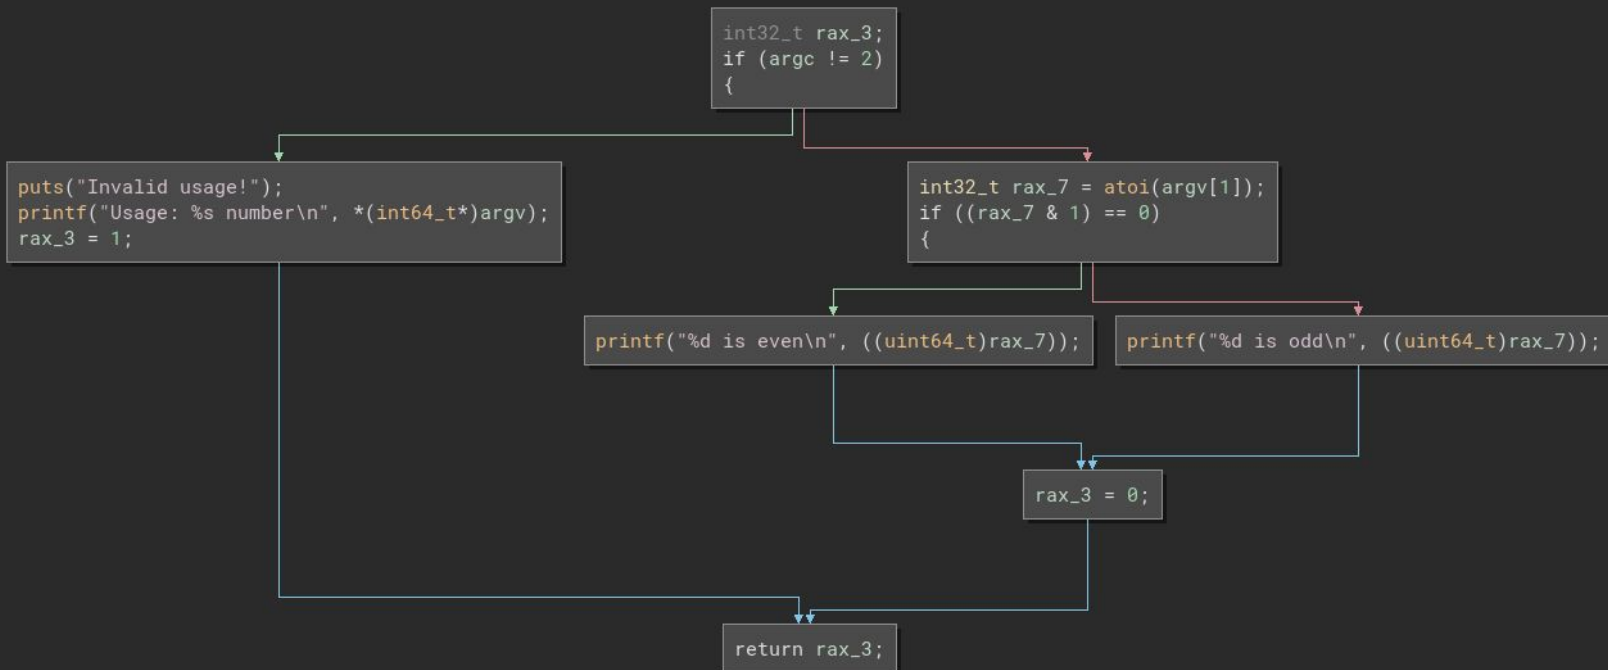 int32_t rax_3;
if (argc != 2)
{
puts("Invalid usage!");
printf("Usage: %s number\n", *(int64_t*)argv);
rax_3 = 1;
int32_t rax_7 = atoi(argv[1]);
if ((rax_7 & 1) == 0)
{
printf("%d is even\n", ((uint64_t)rax_7));
printf("%d is odd\n", ((uint64_t)rax_7));
rax_3 = 0;
return rax_3;